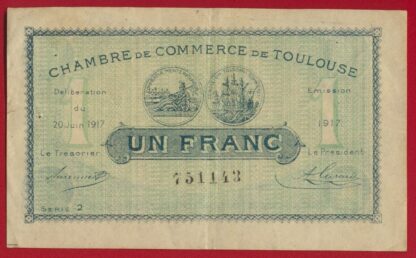 CHAMBRE DE COMMERCE DE TOULOUSE
Délibération
du
20 Juin 1917
Le Trésorier
Emission
1917
Le Président
1
UN FRANC
751143
SERIE 2